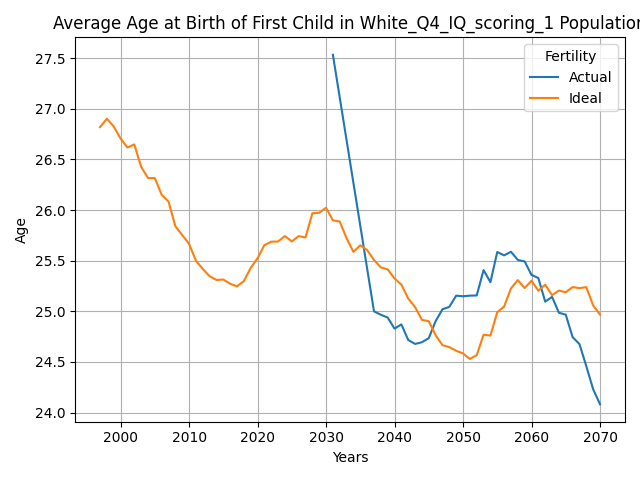 Average Age at Birth of First Child in White_Q4_IQ_scoring_1 Population
Fertility
Actual
Ideal
27.5
27.0
26.5
26.0
25.5
25.0
24.5
24.0
Age
2000 2010 2020 2030 2040 2050 2060 2070
Years